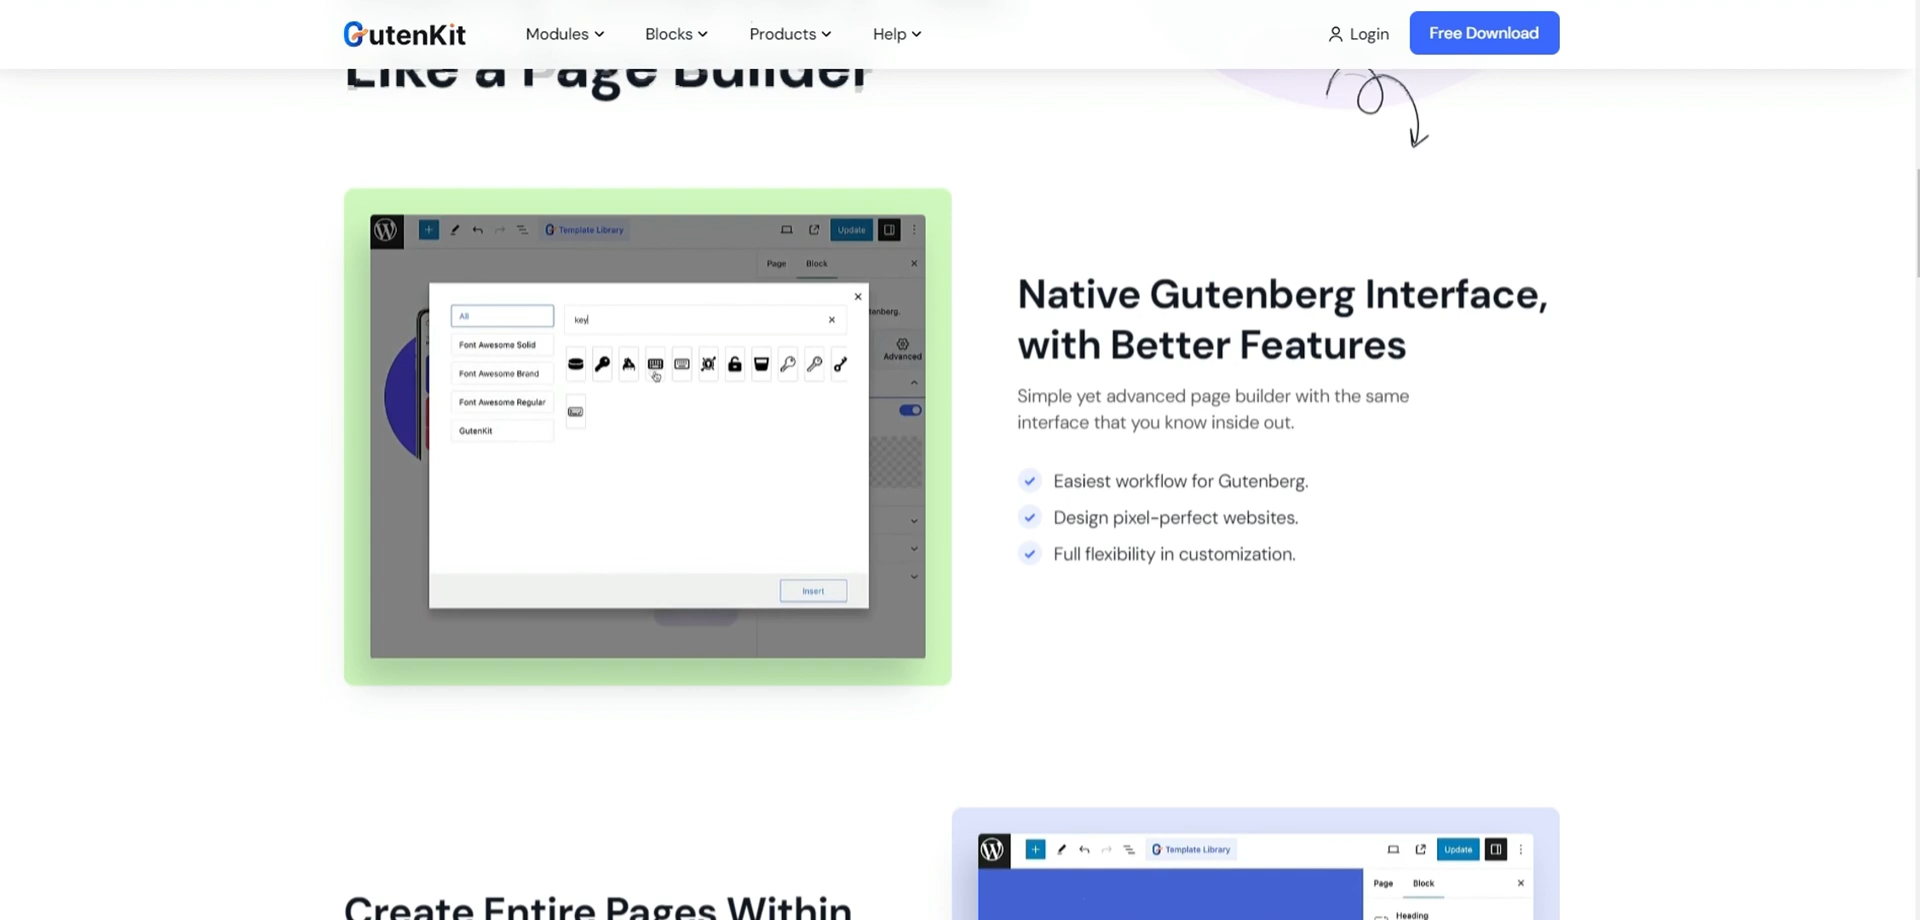 GutenKit
Modules
Blocks
Products
Help
Login
Free Download
Like a Page Builder
Template Library
Update
Page
Block
All
key
Font Awesome Solid
Font Awesome Brand
Font Awesome Regular
GutenKit
tenberg.
Advanced
Insert
Native Gutenberg Interface,
with Better Features
Simple yet advanced page builder with the same
interface that you know inside out.
Easiest workflow for Gutenberg.
Design pixel-perfect websites.
Full flexibility in customization.
Create Entire Pages Within
Template Library
Update
Page
Block
Heading